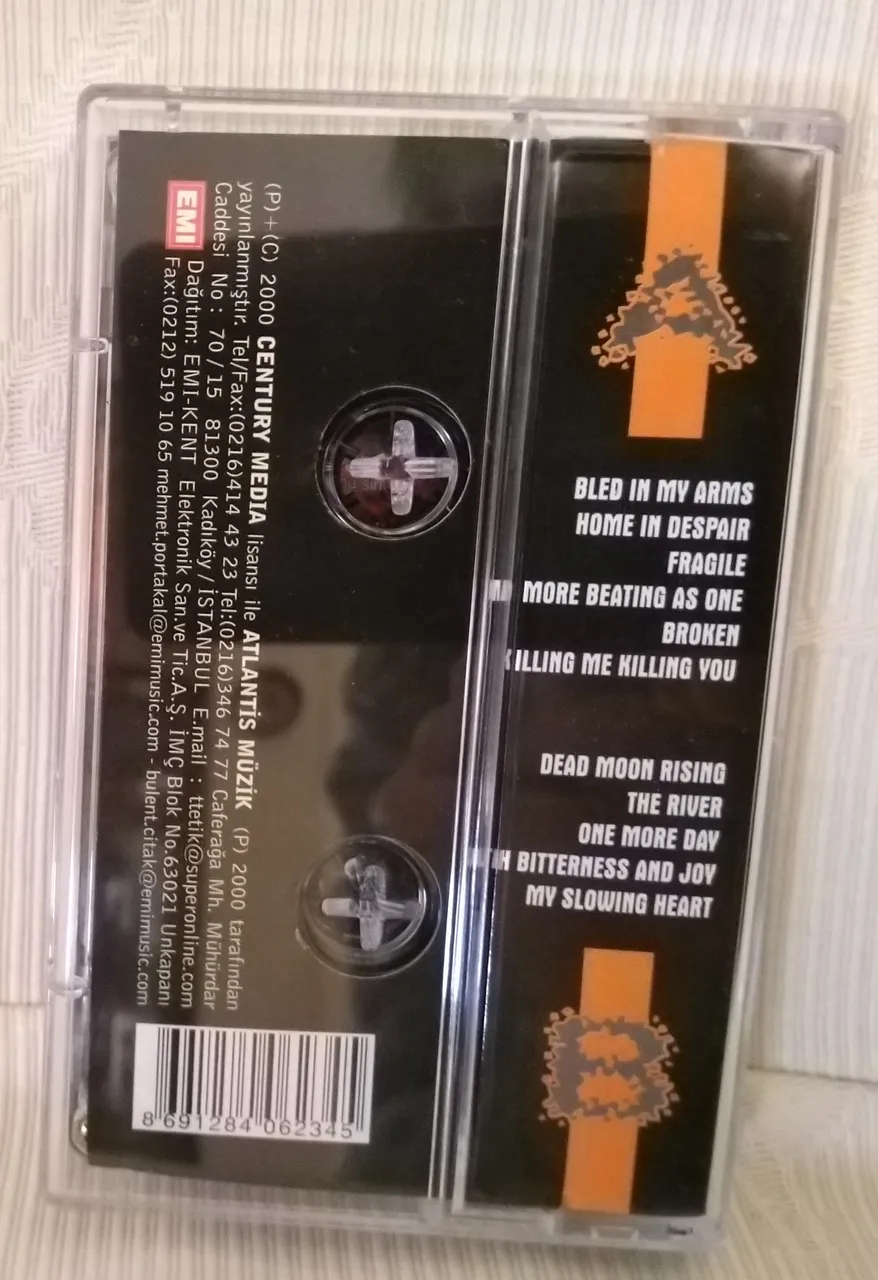 A
BLED IN MY ARMS
HOME IN DESPAIR
FRAGILE
MORE BEATING AS ONE
BROKEN
KILLING ME KILLING YOU
DEAD MOON RISING
THE RIVER
ONE MORE DAY
BITTERNESS AND JOY
MY SLOWING HEART
B
(P) + (C) 2000 CENTURY MEDIA lisansı ile ATLANTİS MÜZİK (P) 2000 tarafından
yayınlanmıştır. Tel/Fax:(0216)414 43 23 Tel:(0216)346 74 77 Caferağa Mh. Mühürdar
Caddesi No: 70/15 81300 Kadıköy/İSTANBUL E.mail : ttetik@superonline.com
EMI Dağıtım: EMI-KENT Elektronik San.ve Tic.A.Ş. İMÇ Blok No.63021 Unkapanı
Fax:(0212) 519 10 65 mehmet.portakal@emimusic.com - bulent.citak@emimusic.com
8 691284 062345